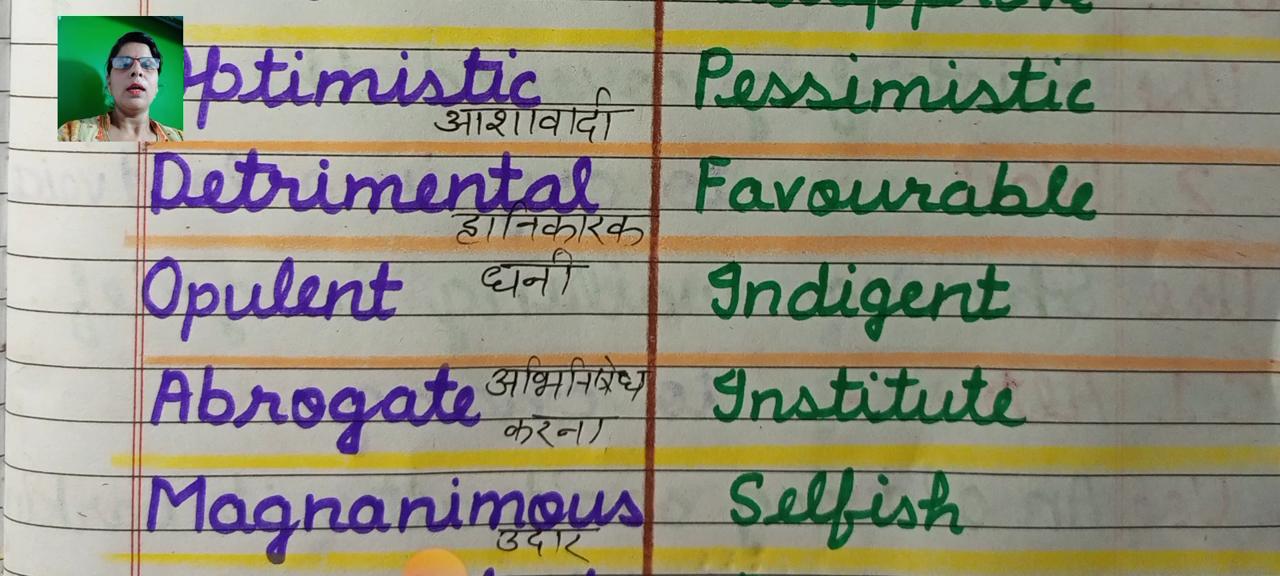 Optimistic Pessimistic
आशावादी
Detrimental Favourable
हानिकारक
Opulent धनी Indigent
Abrogate अभिनिषेध Institute
करना
Magnanimous Selfish
उदार